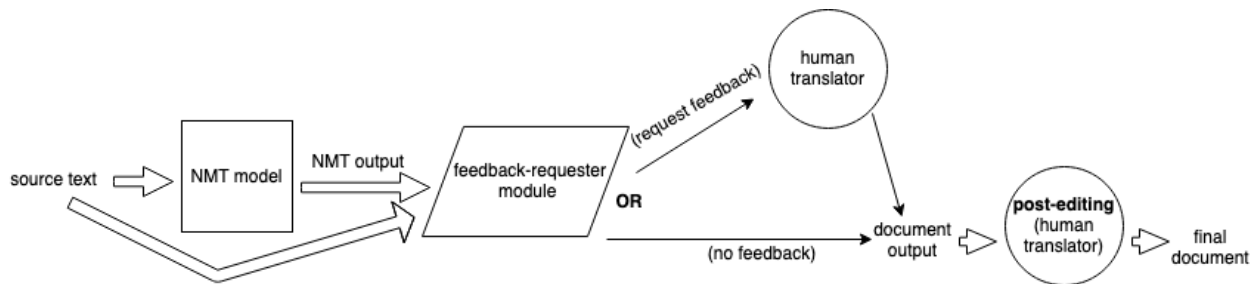 source text
NMT model
NMT output
feedback-requester
module
OR
(request feedback)
human
translator
(no feedback)
document
output
post-editing
(human
translator)
final
document